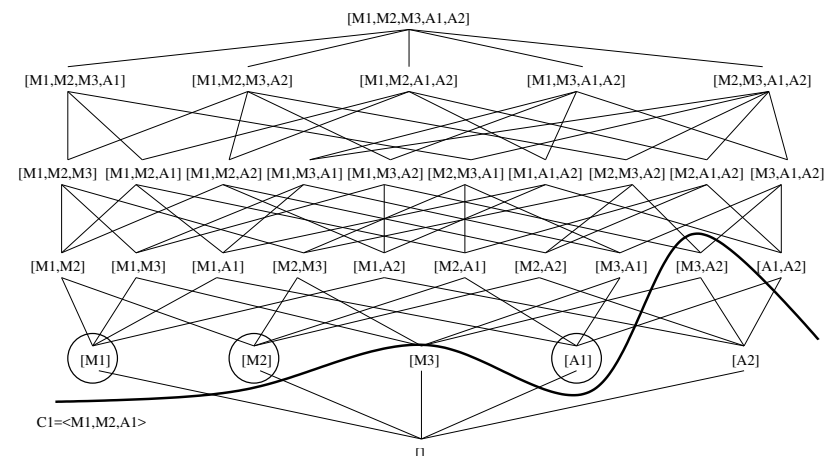 [M1,M2,M3,A1,A2]
[M1,M2,M3,A1] [M1,M2,M3,A2] [M1,M2,A1,A2] [M1,M3,A1,A2] [M2,M3,A1,A2]
[M1,M2,M3] [M1,M2,A1] [M1,M2,A2] [M1,M3,A1] [M1,M3,A2] [M2,M3,A1] [M1,A1,A2] [M2,M3,A2] [M2,A1,A2] [M3,A1,A2]
[M1,M2] [M1,M3] [M1,A1] [M2,M3] [M1,A2] [M2,A1] [M2,A2] [M3,A1] [M3,A2] [A1,A2]
[M1] [M2] [M3] [A1] [A2]
C1=<M1,M2,A1>
[]